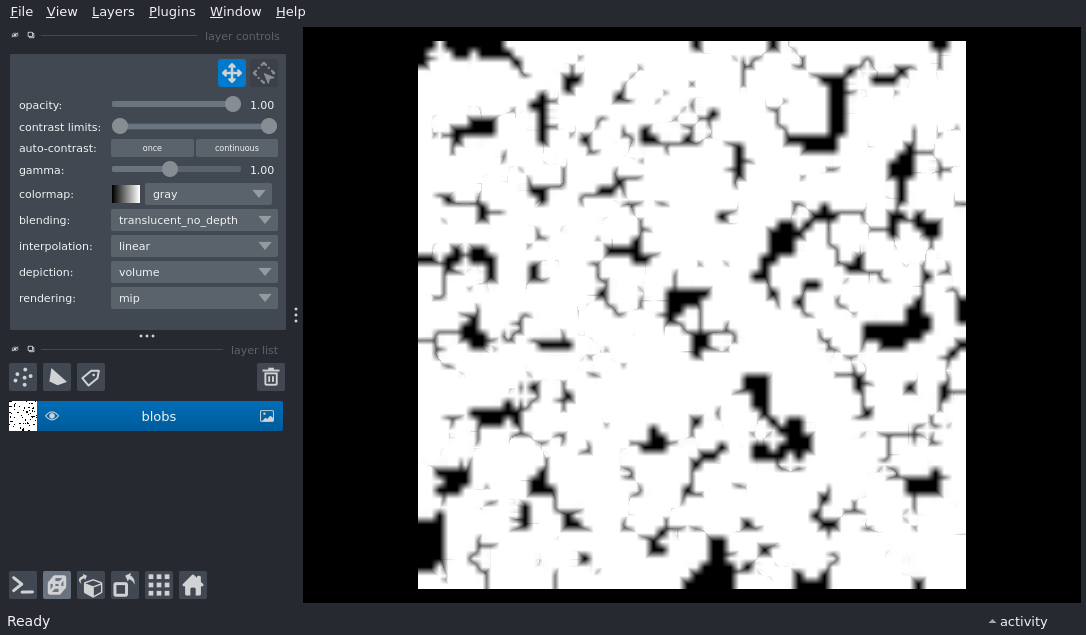 File View Layers Plugins Window Help
layer controls
opacity: 1.00
contrast limits:
auto-contrast: once continuous
gamma: 1.00
colormap: gray
blending: translucent_no_depth
interpolation: linear
depiction: volume
rendering: mip
layer list
blobs
Ready
activity